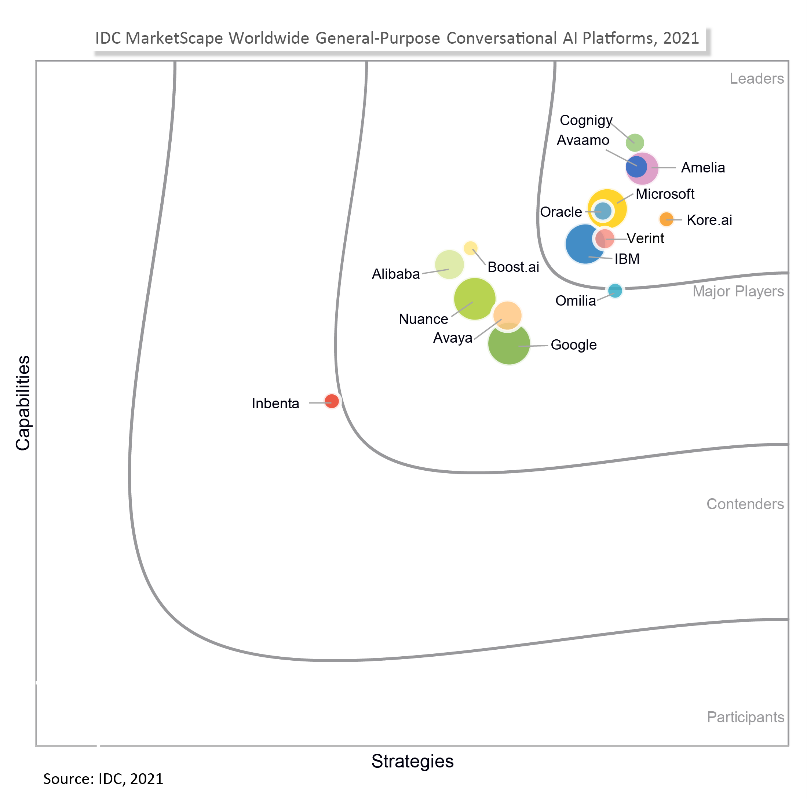 IDC MarketScape Worldwide General-Purpose Conversational AI Platforms, 2021
Leaders
Cognigy
Avaamo
Amelia
Microsoft
Oracle
Kore.ai
Verint
IBM
Boost.ai
Alibaba
Major Players
Omilia
Nuance
Avaya
Google
Inbenta
Capabilities
Contenders
Participants
Strategies
Source: IDC, 2021